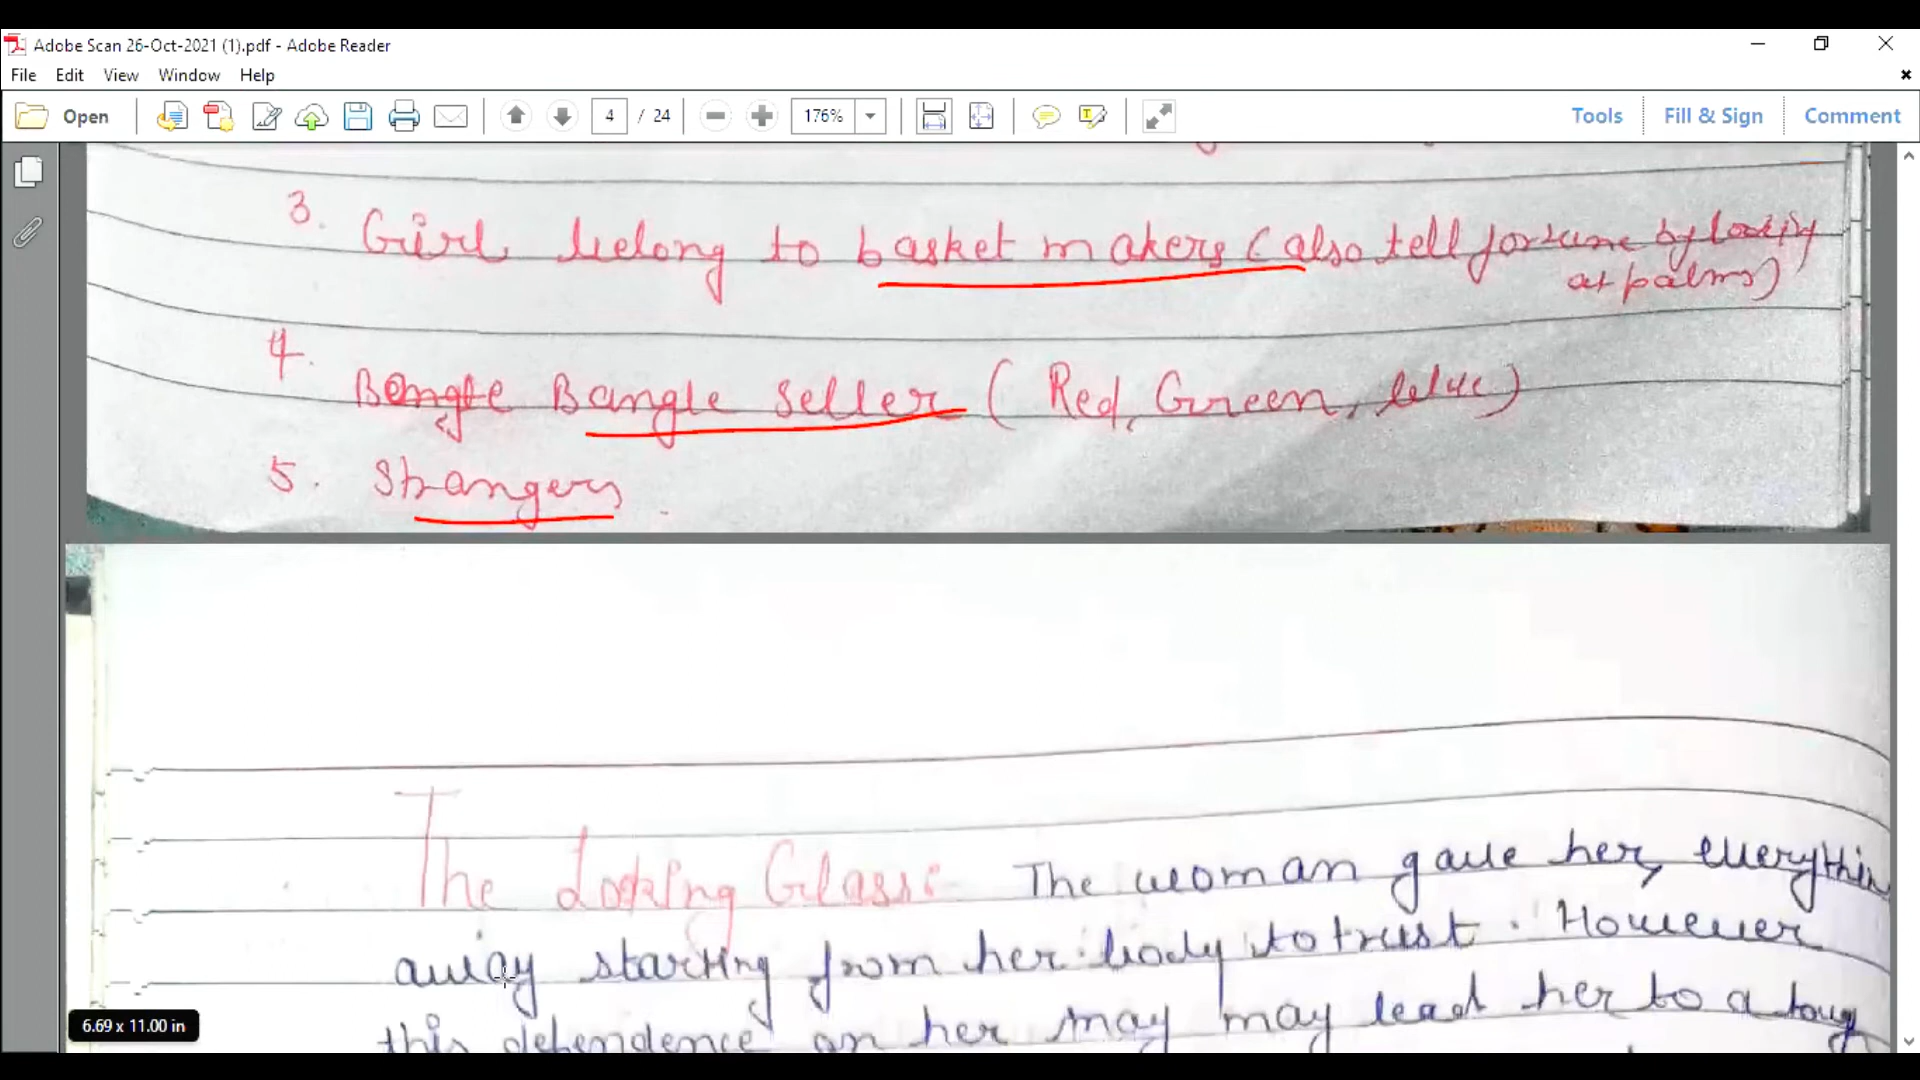 Adobe Scan 26-Oct-2021 (1).pdf - Adobe Reader
File Edit View Window Help
Open 4 / 24 176% Tools Fill & Sign Comment
3. Girl belong to basket makers (also tell fortune by looking
at palms)
4. Bangle seller (Red, Green, blue)
5. Strangers
The Looking Glass:- The woman gave her everythin
away starting from her body to trust. However
this dependence on her may may lead her to a toug
6.69 x 11.00 in